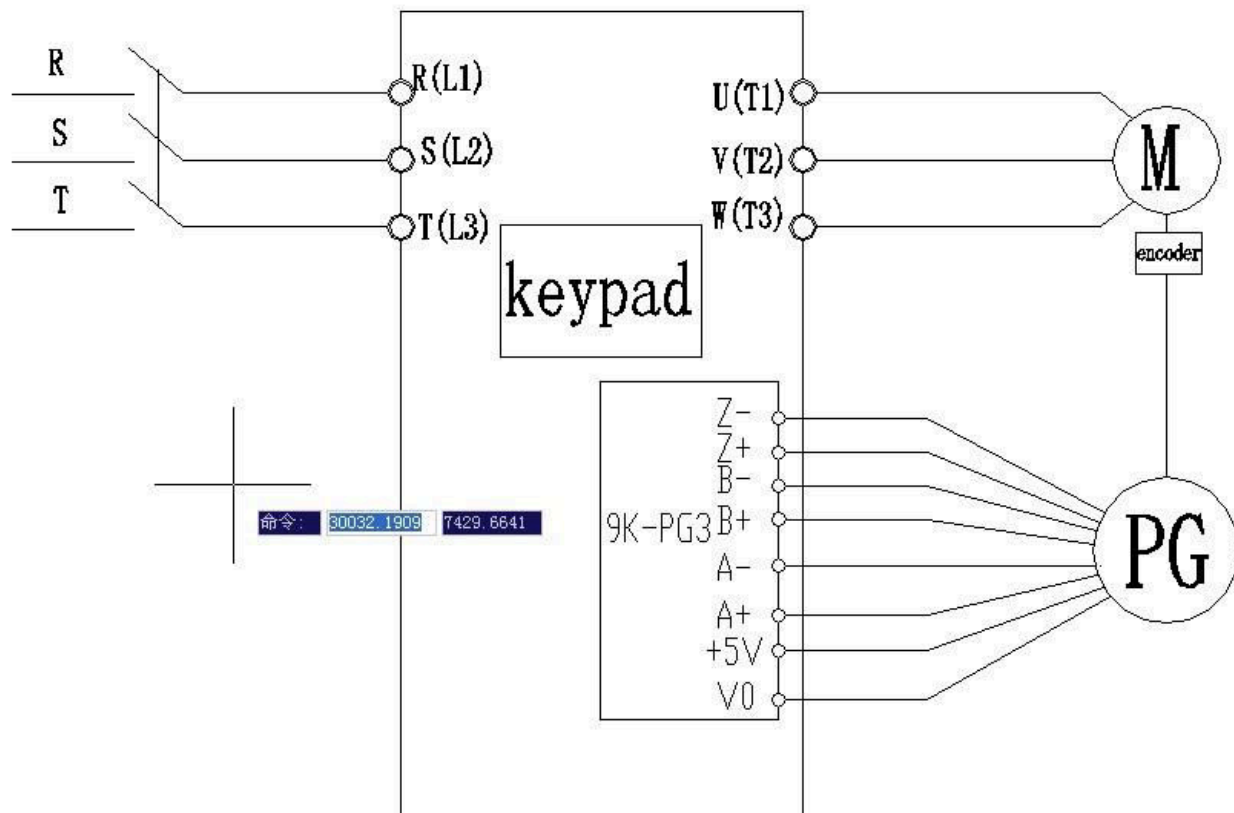 R
R(L1)
U(T1)
S
S(L2)
V(T2)
M
T
T(L3)
W(T3)
encoder
keypad
Z-
Z+
B-
命令: 30032.1909 7429.6641
9K-PG3
B+
A-
PG
A+
+5V
V0